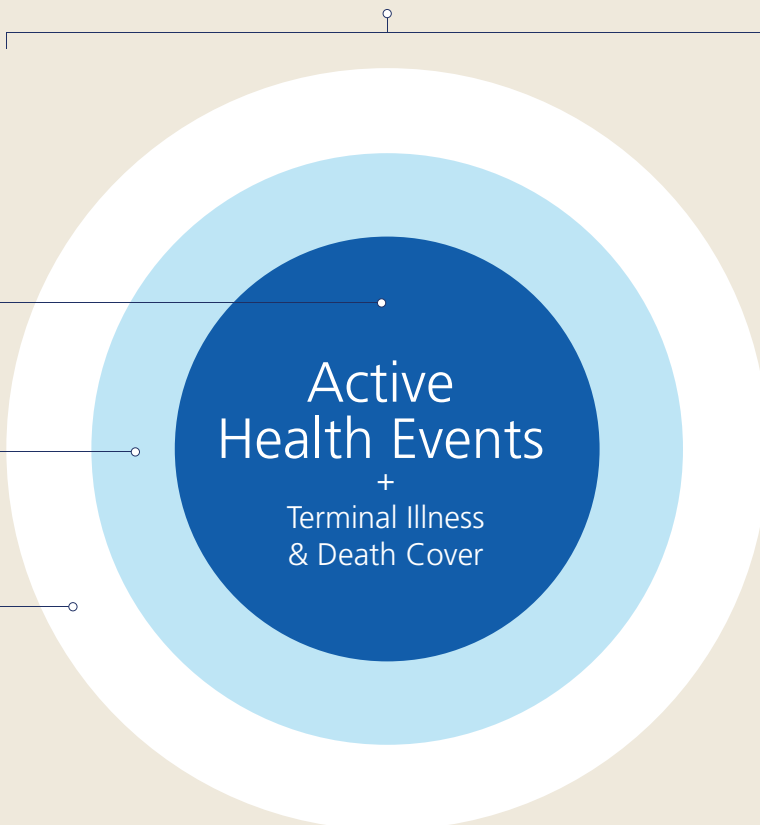 Active
Health Events
+
Terminal Illness
& Death Cover